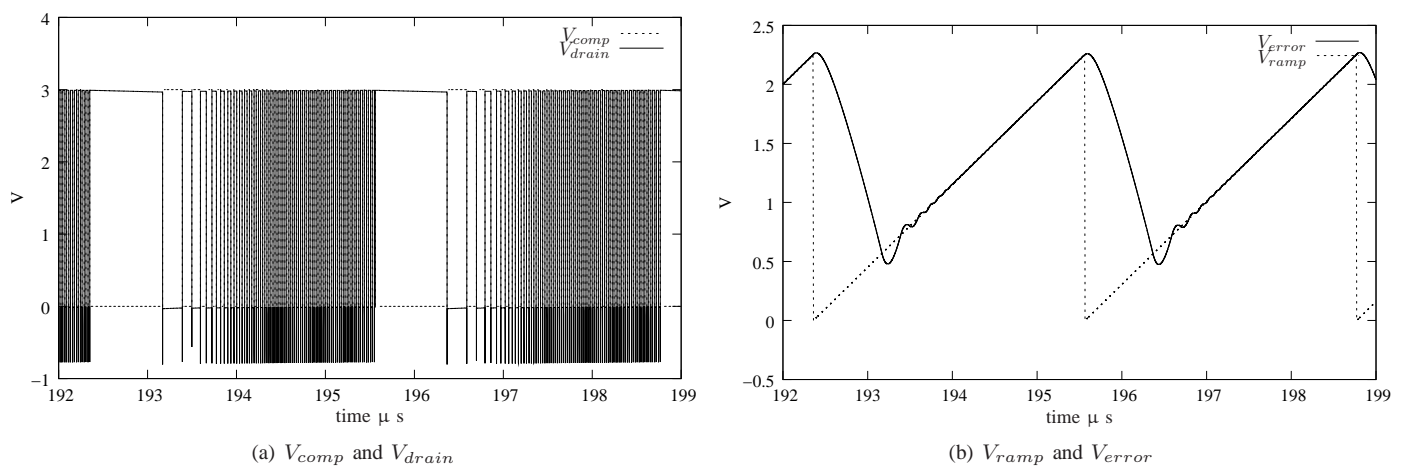 4
3
2
1
0
−1
V
192 193 194 195 196 197 198 199
time μ s
V_comp
V_drain
(a) V_comp and V_drain
2.5
2
1.5
1
0.5
0
−0.5
V
192 193 194 195 196 197 198 199
time μ s
V_error
V_ramp
(b) V_ramp and V_error